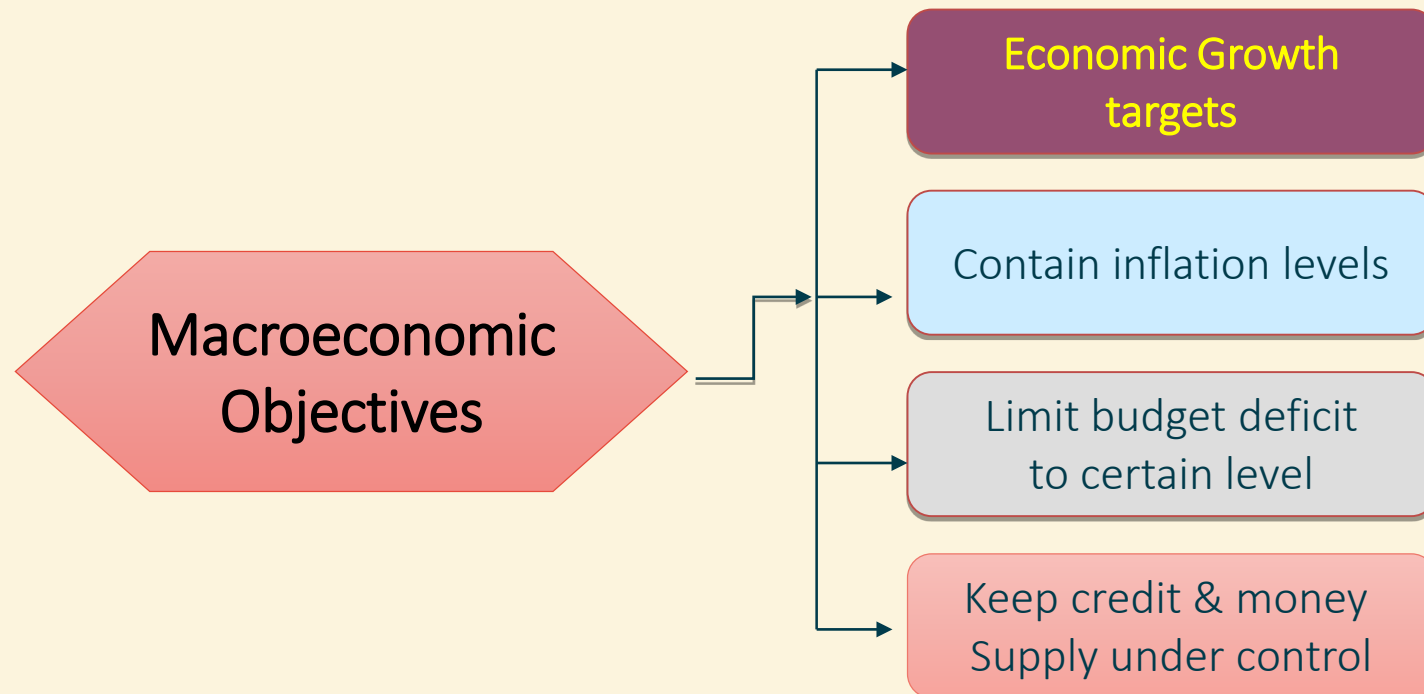 Macroeconomic
Objectives
Economic Growth
targets
Contain inflation levels
Limit budget deficit
to certain level
Keep credit & money
Supply under control